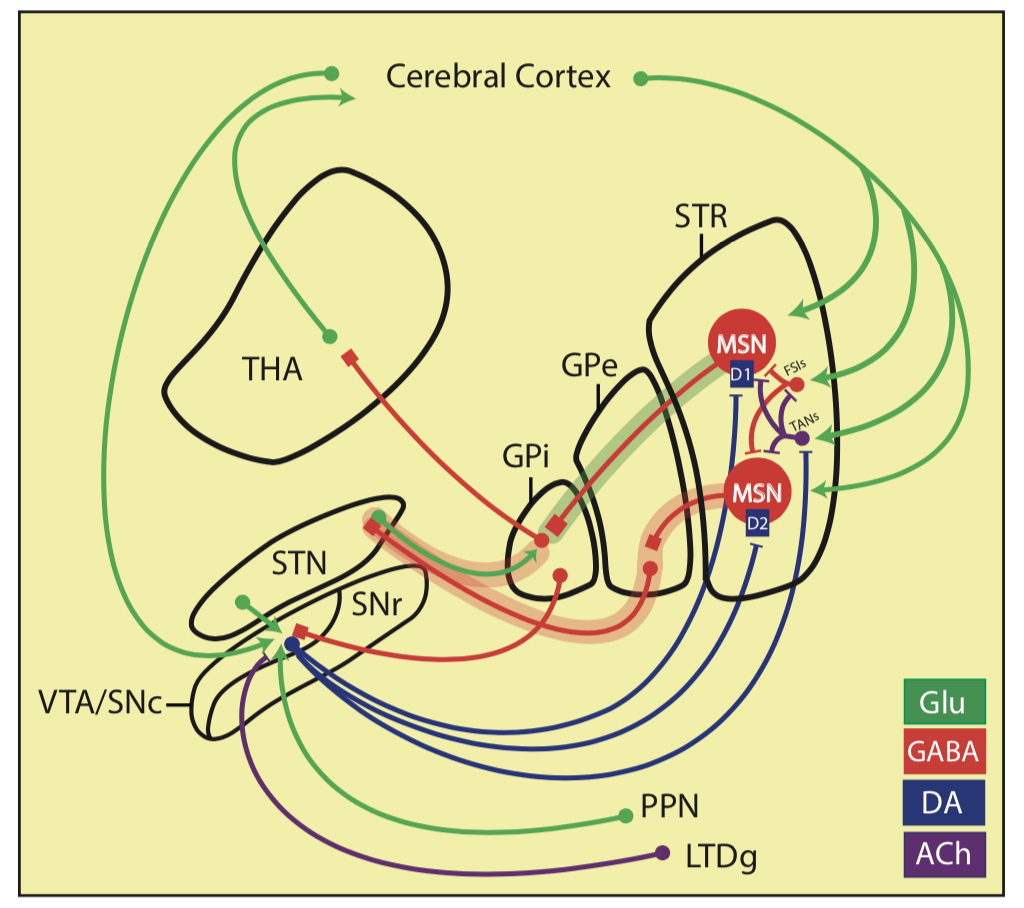 Cerebral Cortex
STR
MSN
THA
GPe
D1
FSIs
TANs
GPi
MSN
D2
STN
SNr
VTA/SNc
Glu
GABA
PPN
DA
LTDg
ACh